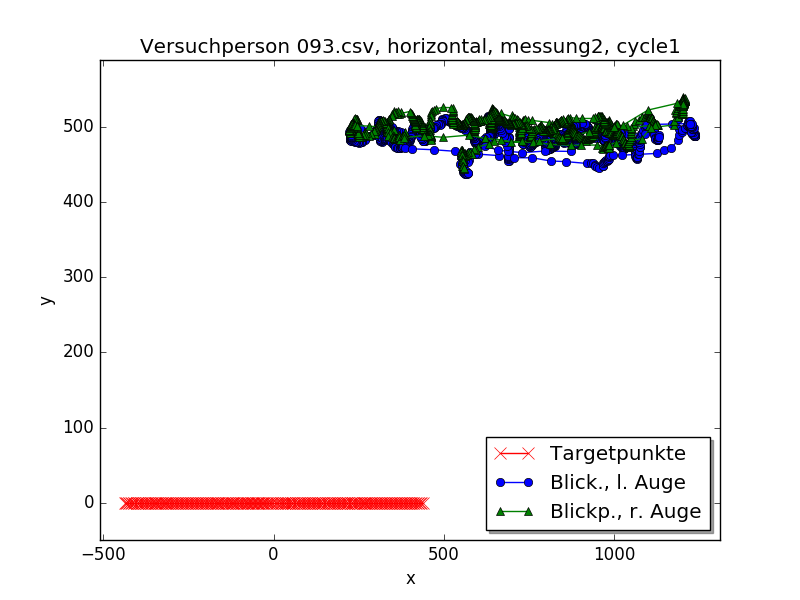 Versuchperson 093.csv, horizontal, messung2, cycle1
y
500
400
300
200
100
0
−500
0
500
1000
x
Targetpunkte
Blick., l. Auge
Blickp., r. Auge